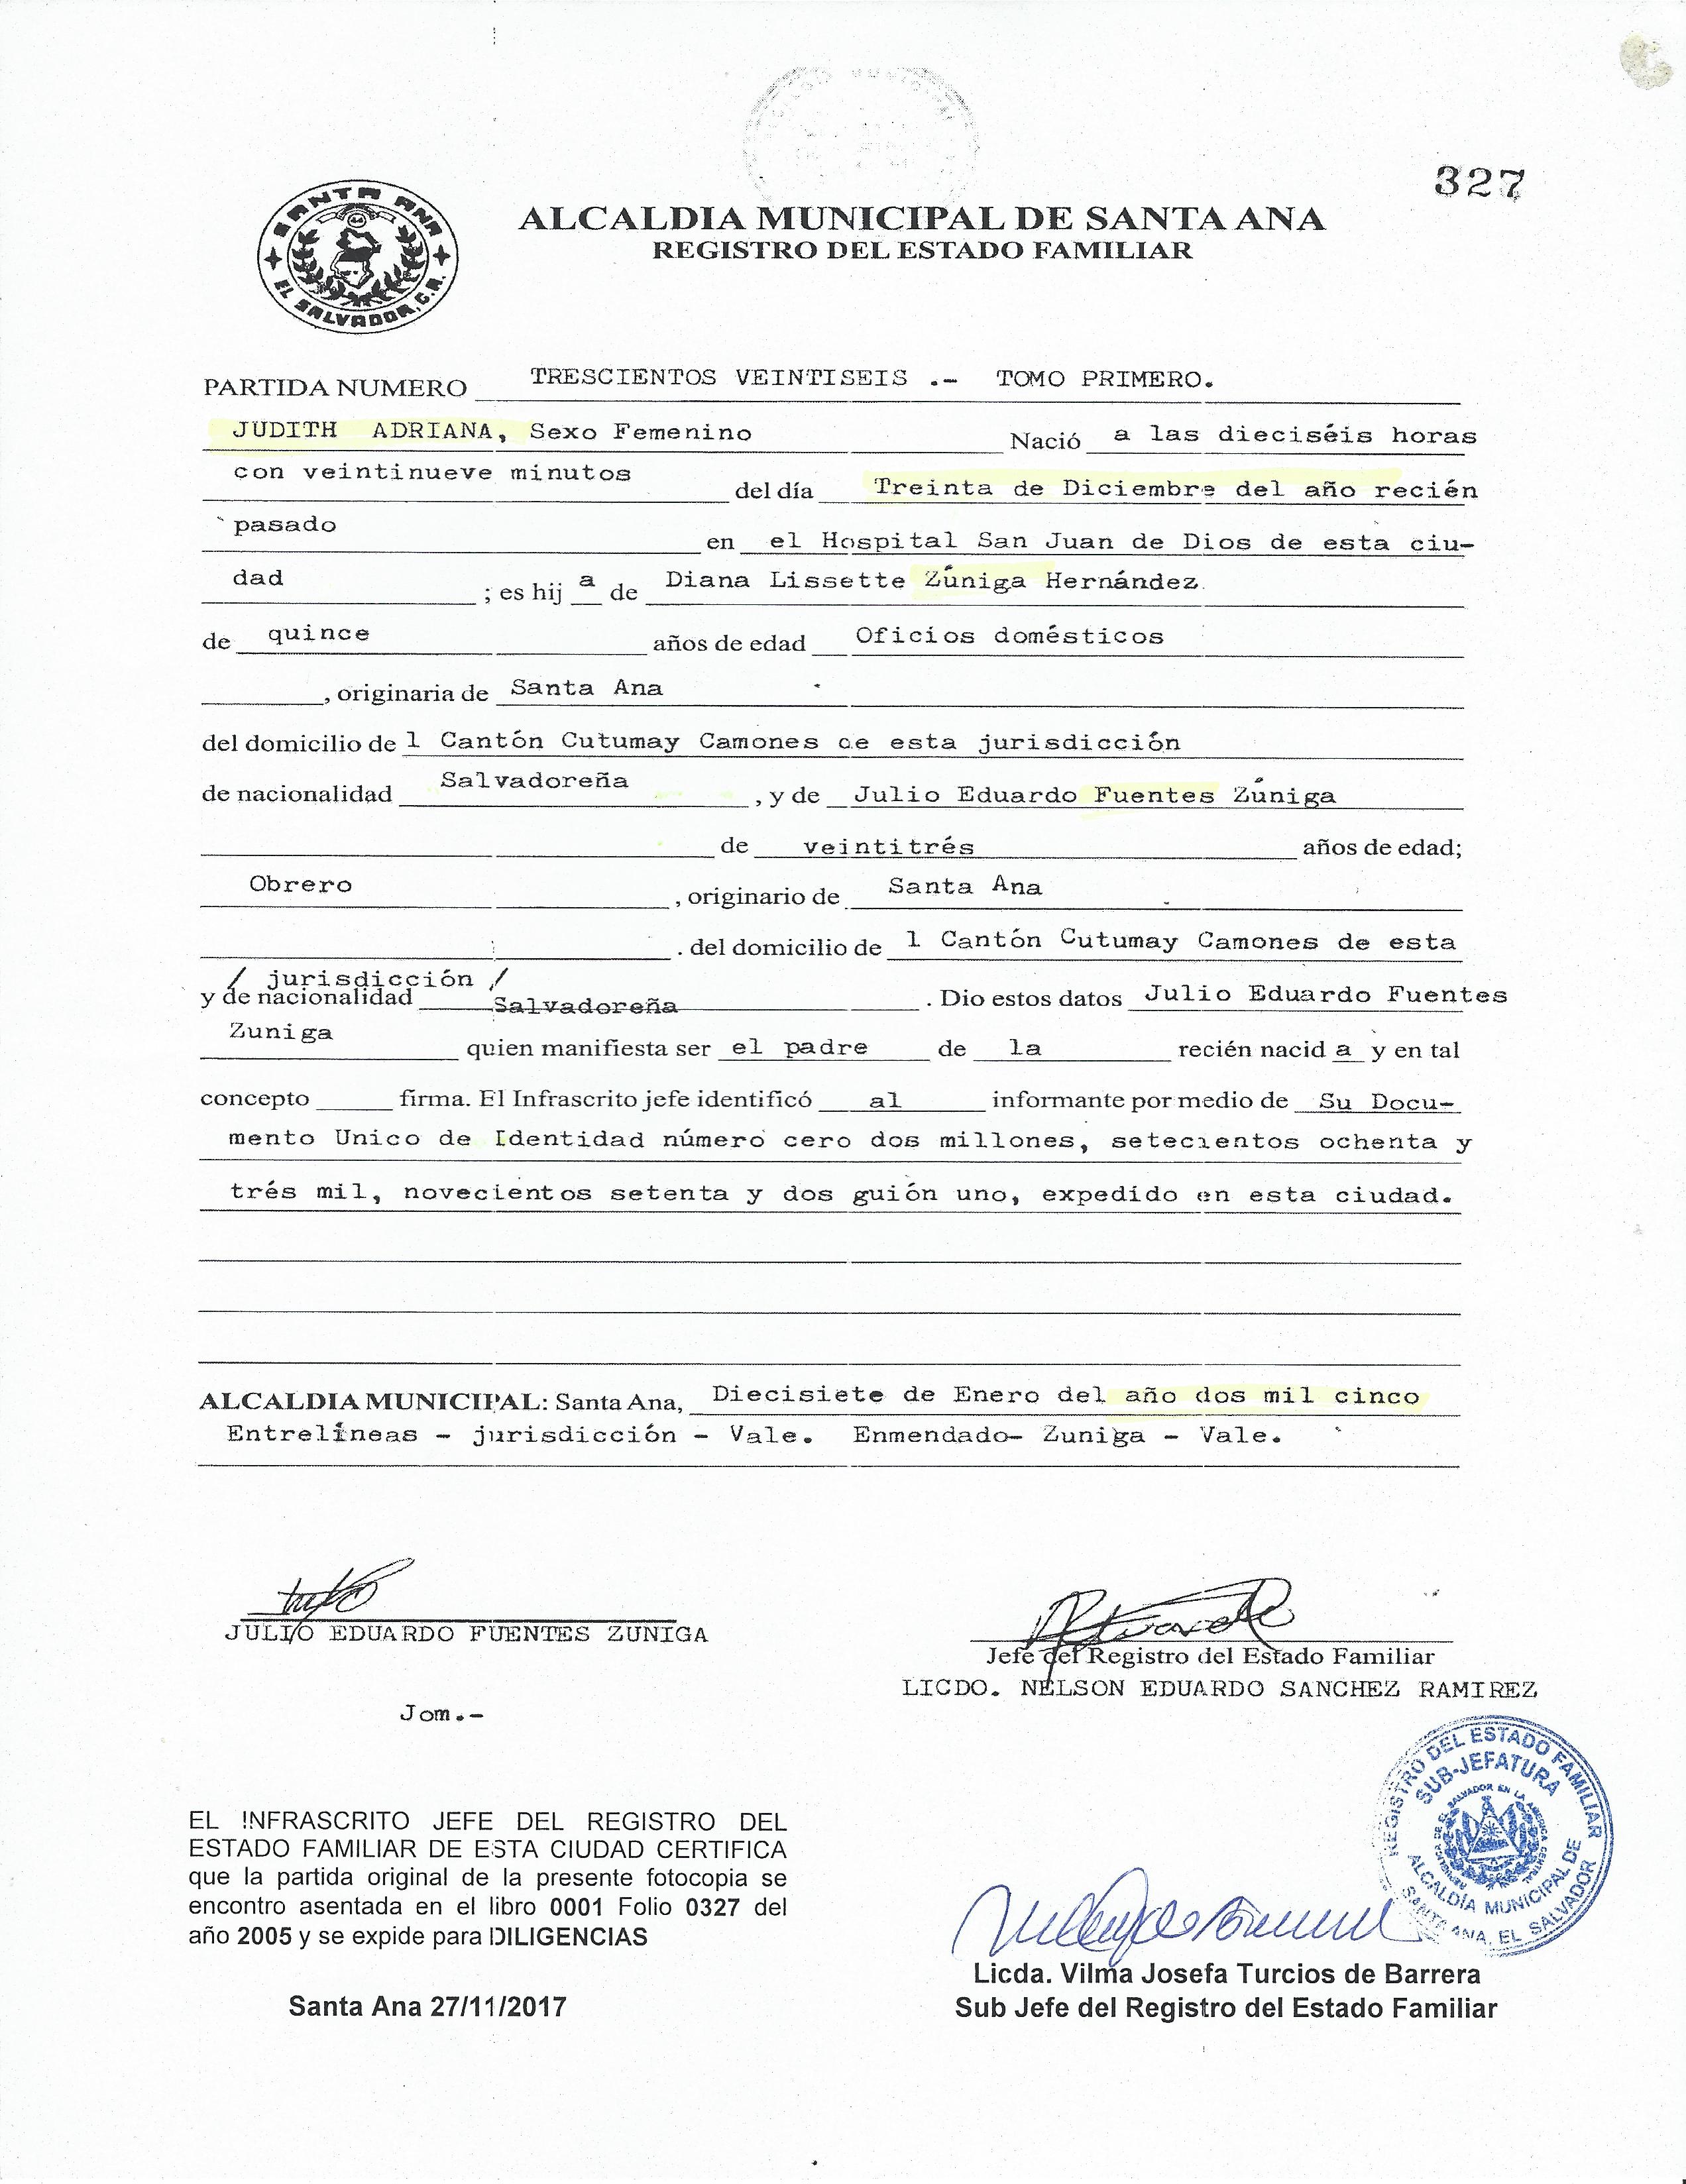 327
SANTA ANA
EL SALVADOR, C.A.
ALCALDIA MUNICIPAL DE SANTA ANA
REGISTRO DEL ESTADO FAMILIAR
PARTIDA NUMERO TRESCIENTOS VEINTISEIS .- TOMO PRIMERO.
JUDITH ADRIANA, Sexo Femenino Nació a las dieciséis horas
con veintinueve minutos del día Treinta de Diciembre del año recién
pasado en el Hospital San Juan de Dios de esta ciu-
dad ; es hij a de Diana Lissette Zúniga Hernández
de quince años de edad Oficios domésticos
, originaria de Santa Ana
del domicilio de l Cantón Cutumay Camones de esta jurisdicción
de nacionalidad Salvadoreña , y de Julio Eduardo Fuentes Zúniga
de veintitrés años de edad;
Obrero , originario de Santa Ana
. del domicilio de l Cantón Cutumay Camones de esta
/ jurisdicción /
y de nacionalidad Salvadoreña . Dio estos datos Julio Eduardo Fuentes
Zuniga quien manifiesta ser el padre de la recién nacid a y en tal
concepto firma. El Infrascrito jefe identificó al informante por medio de Su Docu-
mento Unico de Identidad número cero dos millones, setecientos ochenta y
trés mil, novecientos setenta y dos guión uno, expedido en esta ciudad.
ALCALDIA MUNICIPAL: Santa Ana, Diecisiete de Enero del año dos mil cinco
Entrelíneas - jurisdicción - Vale. Enmendado- Zuniga - Vale.
JULIO EDUARDO FUENTES ZUNIGA
Jefe del Registro del Estado Familiar
LICDO. NELSON EDUARDO SANCHEZ RAMIREZ
Jom.-
REGISTRO DEL ESTADO FAMILIAR
SUB-JEFATURA
ALCALDÍA MUNICIPAL DE
SANTA ANA, EL SALVADOR
EL INFRASCRITO JEFE DEL REGISTRO DEL
ESTADO FAMILIAR DE ESTA CIUDAD CERTIFICA
que la partida original de la presente fotocopia se
encontro asentada en el libro 0001 Folio 0327 del
año 2005 y se expide para DILIGENCIAS
Santa Ana 27/11/2017
Licda. Vilma Josefa Turcios de Barrera
Sub Jefe del Registro del Estado Familiar